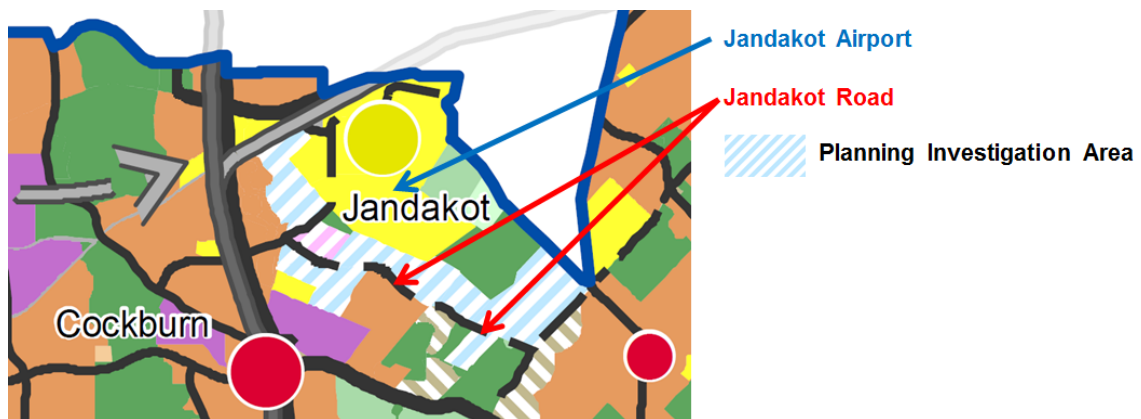 Jandakot Airport
Jandakot Road
Planning Investigation Area
Jandakot
Cockburn